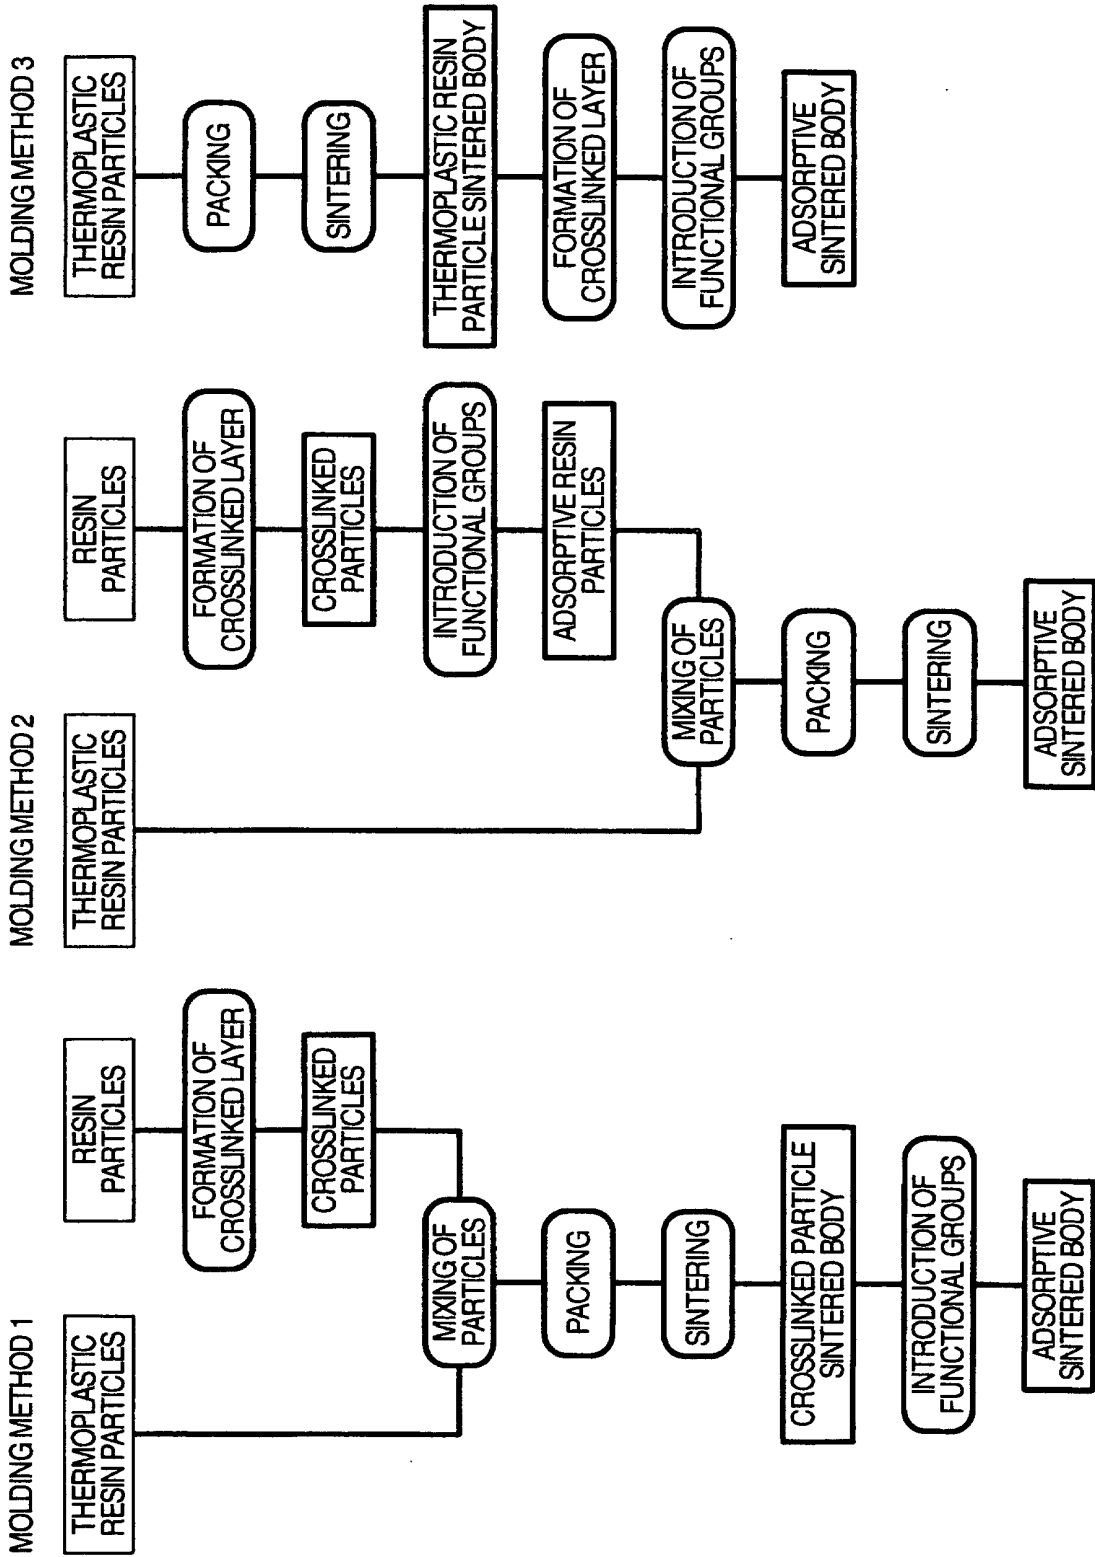 MOLDING METHOD 1
THERMOPLASTIC
RESIN PARTICLES
RESIN
PARTICLES
FORMATION OF
CROSSLINKED LAYER
CROSSLINKED
PARTICLES
MIXING OF
PARTICLES
PACKING
SINTERING
CROSSLINKED PARTICLE
SINTERED BODY
INTRODUCTION OF
FUNCTIONAL GROUPS
ADSORPTIVE
SINTERED BODY
MOLDING METHOD 2
THERMOPLASTIC
RESIN PARTICLES
RESIN
PARTICLES
FORMATION OF
CROSSLINKED LAYER
CROSSLINKED
PARTICLES
INTRODUCTION OF
FUNCTIONAL GROUPS
ADSORPTIVE RESIN
PARTICLES
MIXING OF
PARTICLES
PACKING
SINTERING
ADSORPTIVE
SINTERED BODY
MOLDING METHOD 3
THERMOPLASTIC
RESIN PARTICLES
PACKING
SINTERING
THERMOPLASTIC RESIN
PARTICLE SINTERED BODY
FORMATION OF
CROSSLINKED LAYER
INTRODUCTION OF
FUNCTIONAL GROUPS
ADSORPTIVE
SINTERED BODY